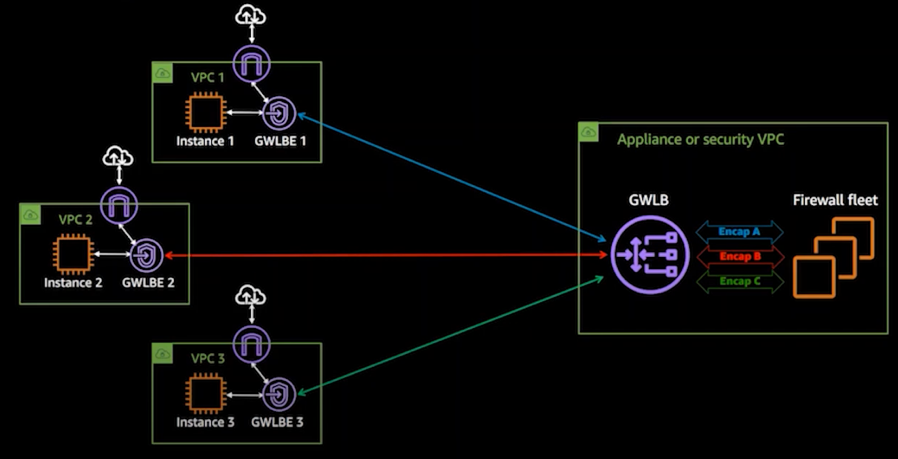 VPC 1
Instance 1
GWLBE 1
VPC 2
Instance 2
GWLBE 2
VPC 3
Instance 3
GWLBE 3
Appliance or security VPC
GWLB
Firewall fleet
Encap A
Encap B
Encap C